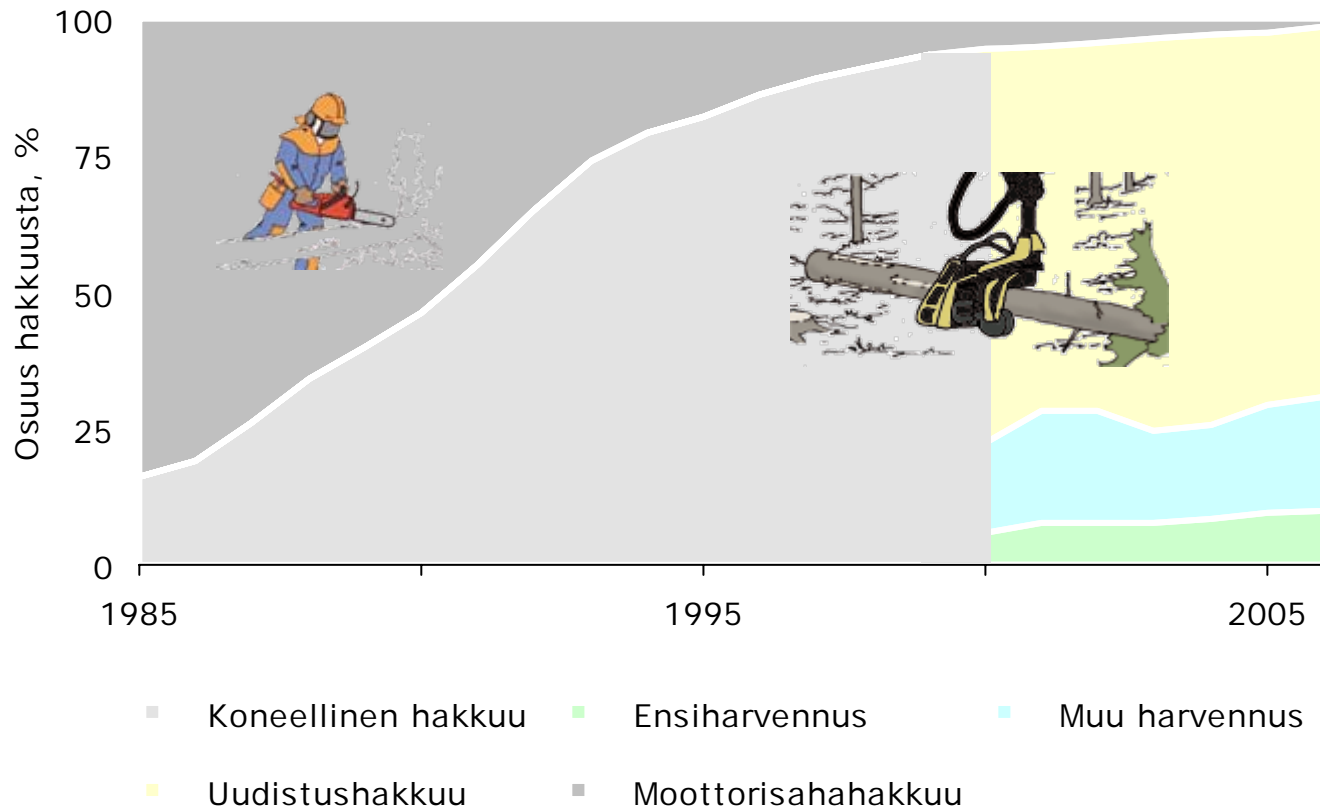 Osuus hakkuusta, %
100
75
50
25
0
1985 1995 2005
Koneellinen hakkuu Ensiharvennus Muu harvennus
Uudistushakkuu Moottorisahahakkuu